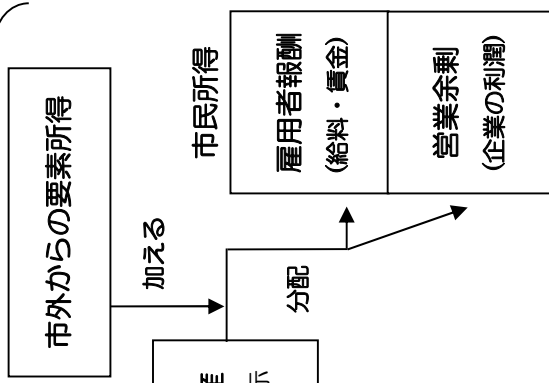 市外からの要素所得
加える
分配
市民所得
雇用者報酬
(給料・賃金)
営業余剰
(企業の利潤)